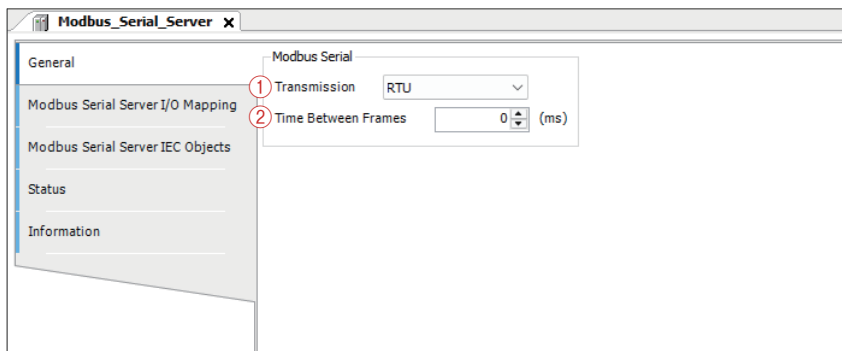 Modbus_Serial_Server x
General
Modbus Serial Server I/O Mapping
Modbus Serial Server IEC Objects
Status
Information
Modbus Serial
① Transmission RTU
② Time Between Frames 0 (ms)